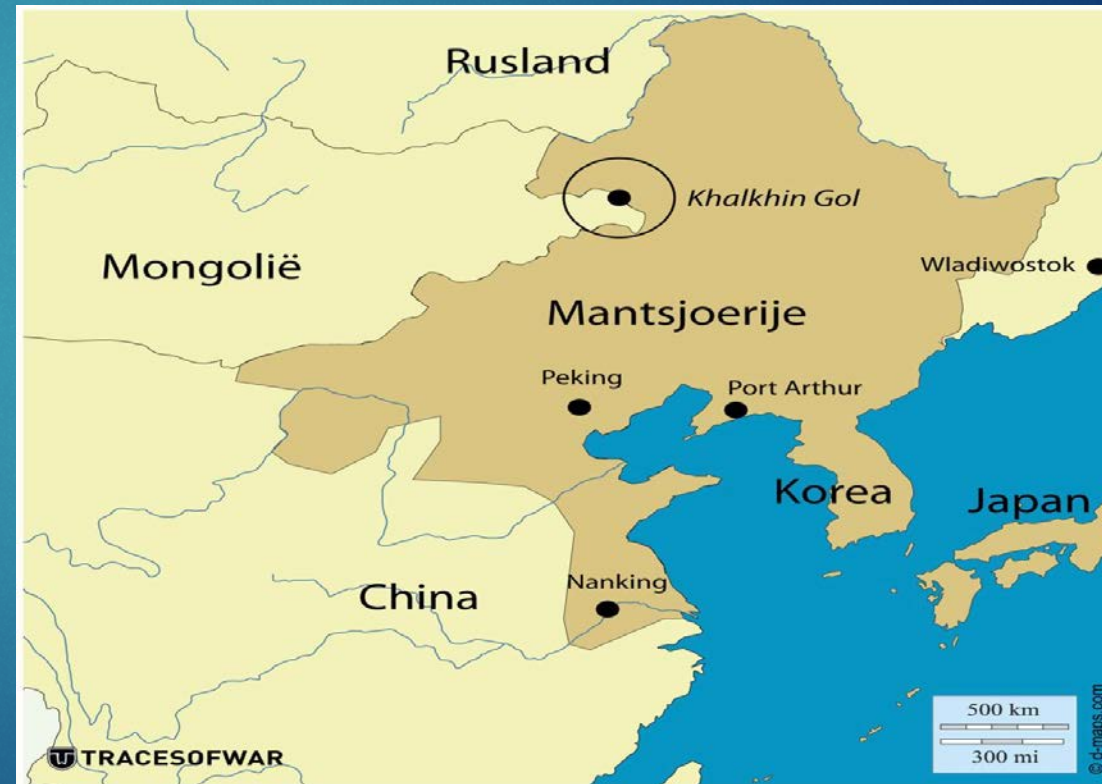 Rusland
Khalkhin Gol
Mongolië
Wladiwostok
Mantsjoerije
Peking
Port Arthur
Korea
Japan
China
Nanking
500 km
300 mi
TRACESOFWAR
© d-maps.com